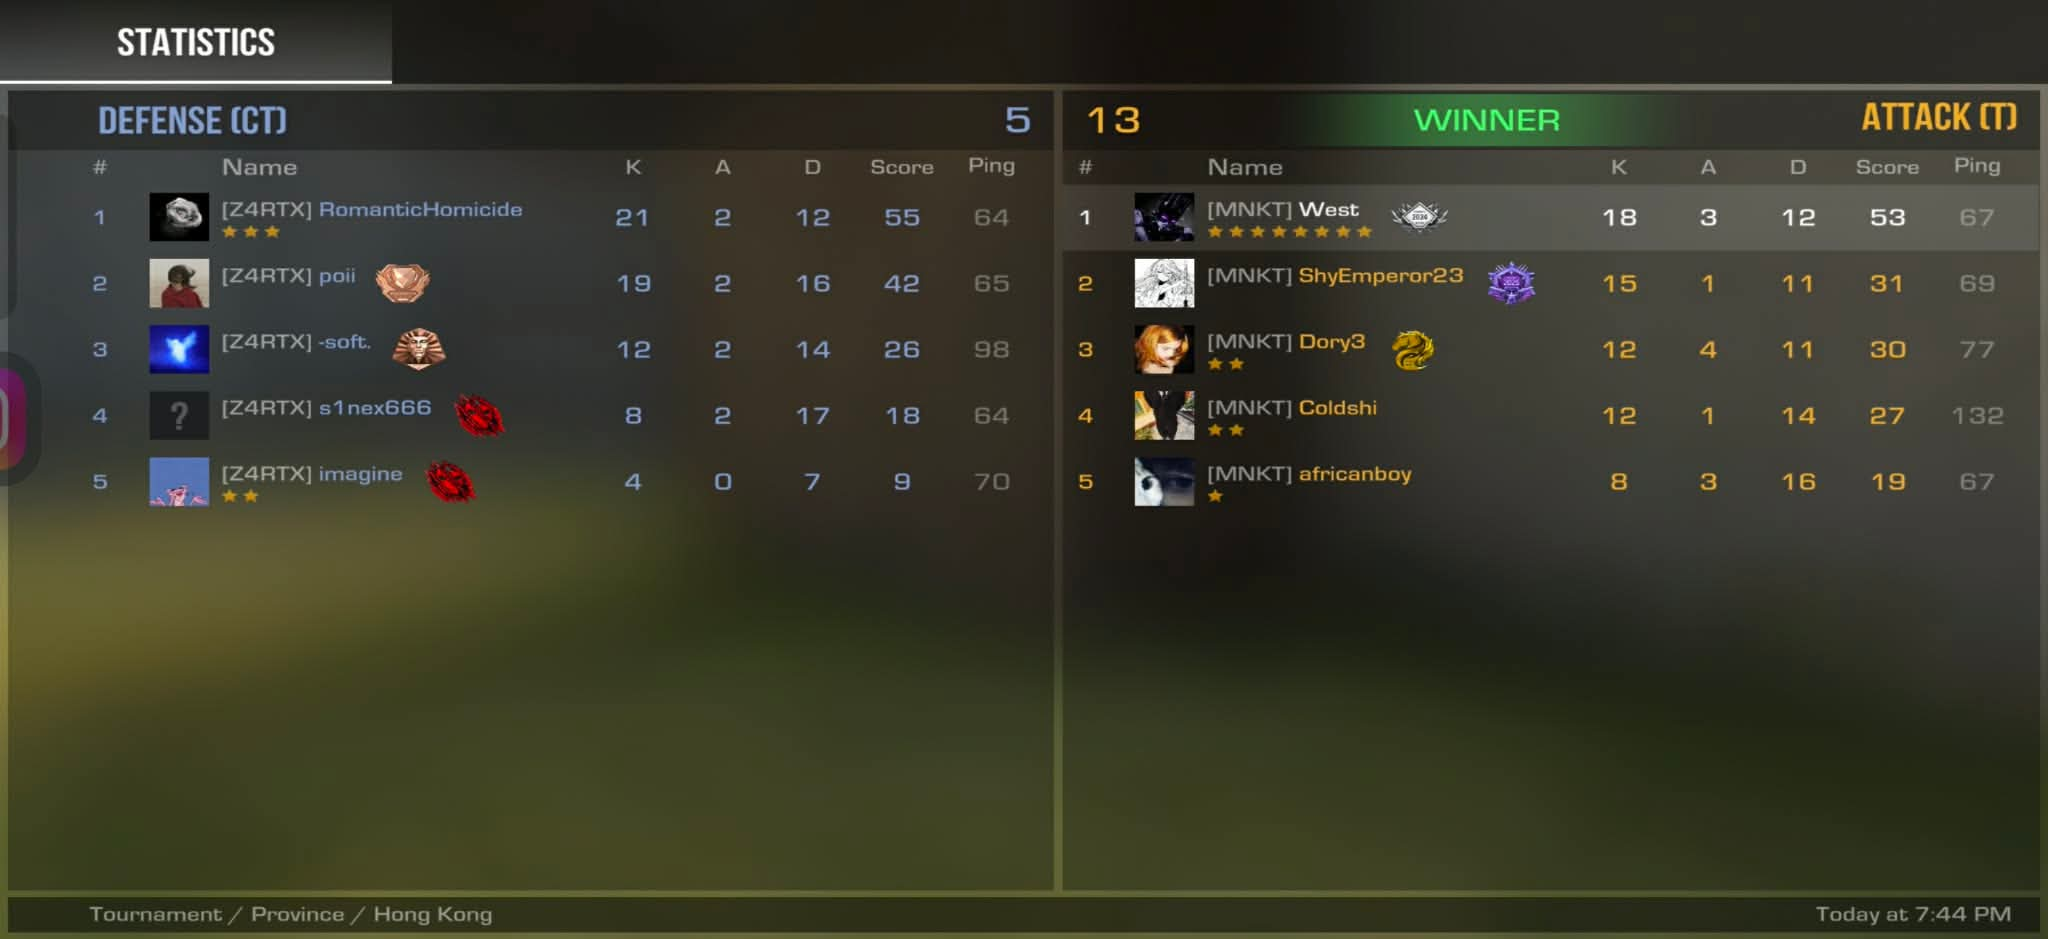 STATISTICS
DEFENSE (CT) 5
# Name K A D Score Ping
1 [Z4RTX] RomanticHomicide 21 2 12 55 64
2 [Z4RTX] poii 19 2 16 42 65
3 [Z4RTX] -soft. 12 2 14 26 98
4 ? [Z4RTX] s1nex666 8 2 17 18 64
5 [Z4RTX] imagine 4 0 7 9 70
13 WINNER ATTACK (T)
# Name K A D Score Ping
1 [MNKT] West 2024 18 3 12 53 67
2 [MNKT] ShyEmperor23 15 1 11 31 69
3 [MNKT] Dory3 12 4 11 30 77
4 [MNKT] Coldshi 12 1 14 27 132
5 [MNKT] africanboy 8 3 16 19 67
Tournament / Province / Hong Kong
Today at 7:44 PM